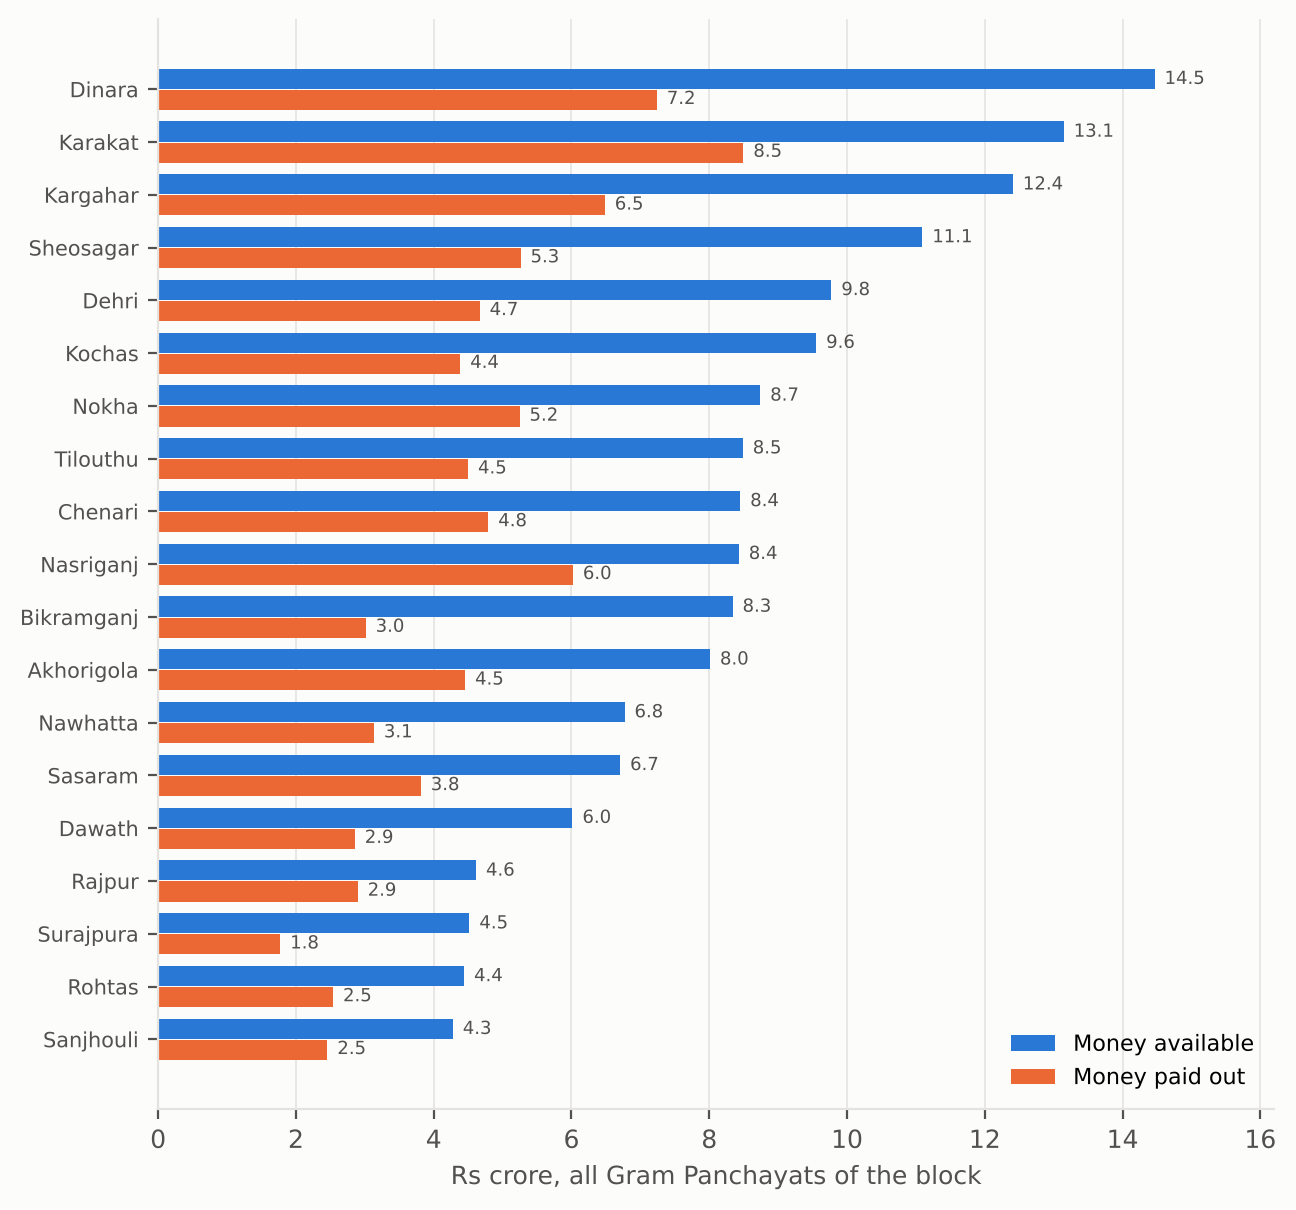 Dinara 14.5
7.2
Karakat 13.1
8.5
Kargahar 12.4
6.5
Sheosagar 11.1
5.3
Dehri 9.8
4.7
Kochas 9.6
4.4
Nokha 8.7
5.2
Tilouthu 8.5
4.5
Chenari 8.4
4.8
Nasriganj 8.4
6.0
Bikramganj 8.3
3.0
Akhorigola 8.0
4.5
Nawhatta 6.8
3.1
Sasaram 6.7
3.8
Dawath 6.0
2.9
Rajpur 4.6
2.9
Surajpura 4.5
1.8
Rohtas 4.4
2.5
Sanjhouli 4.3
2.5
Money available
Money paid out
0 2 4 6 8 10 12 14 16
Rs crore, all Gram Panchayats of the block